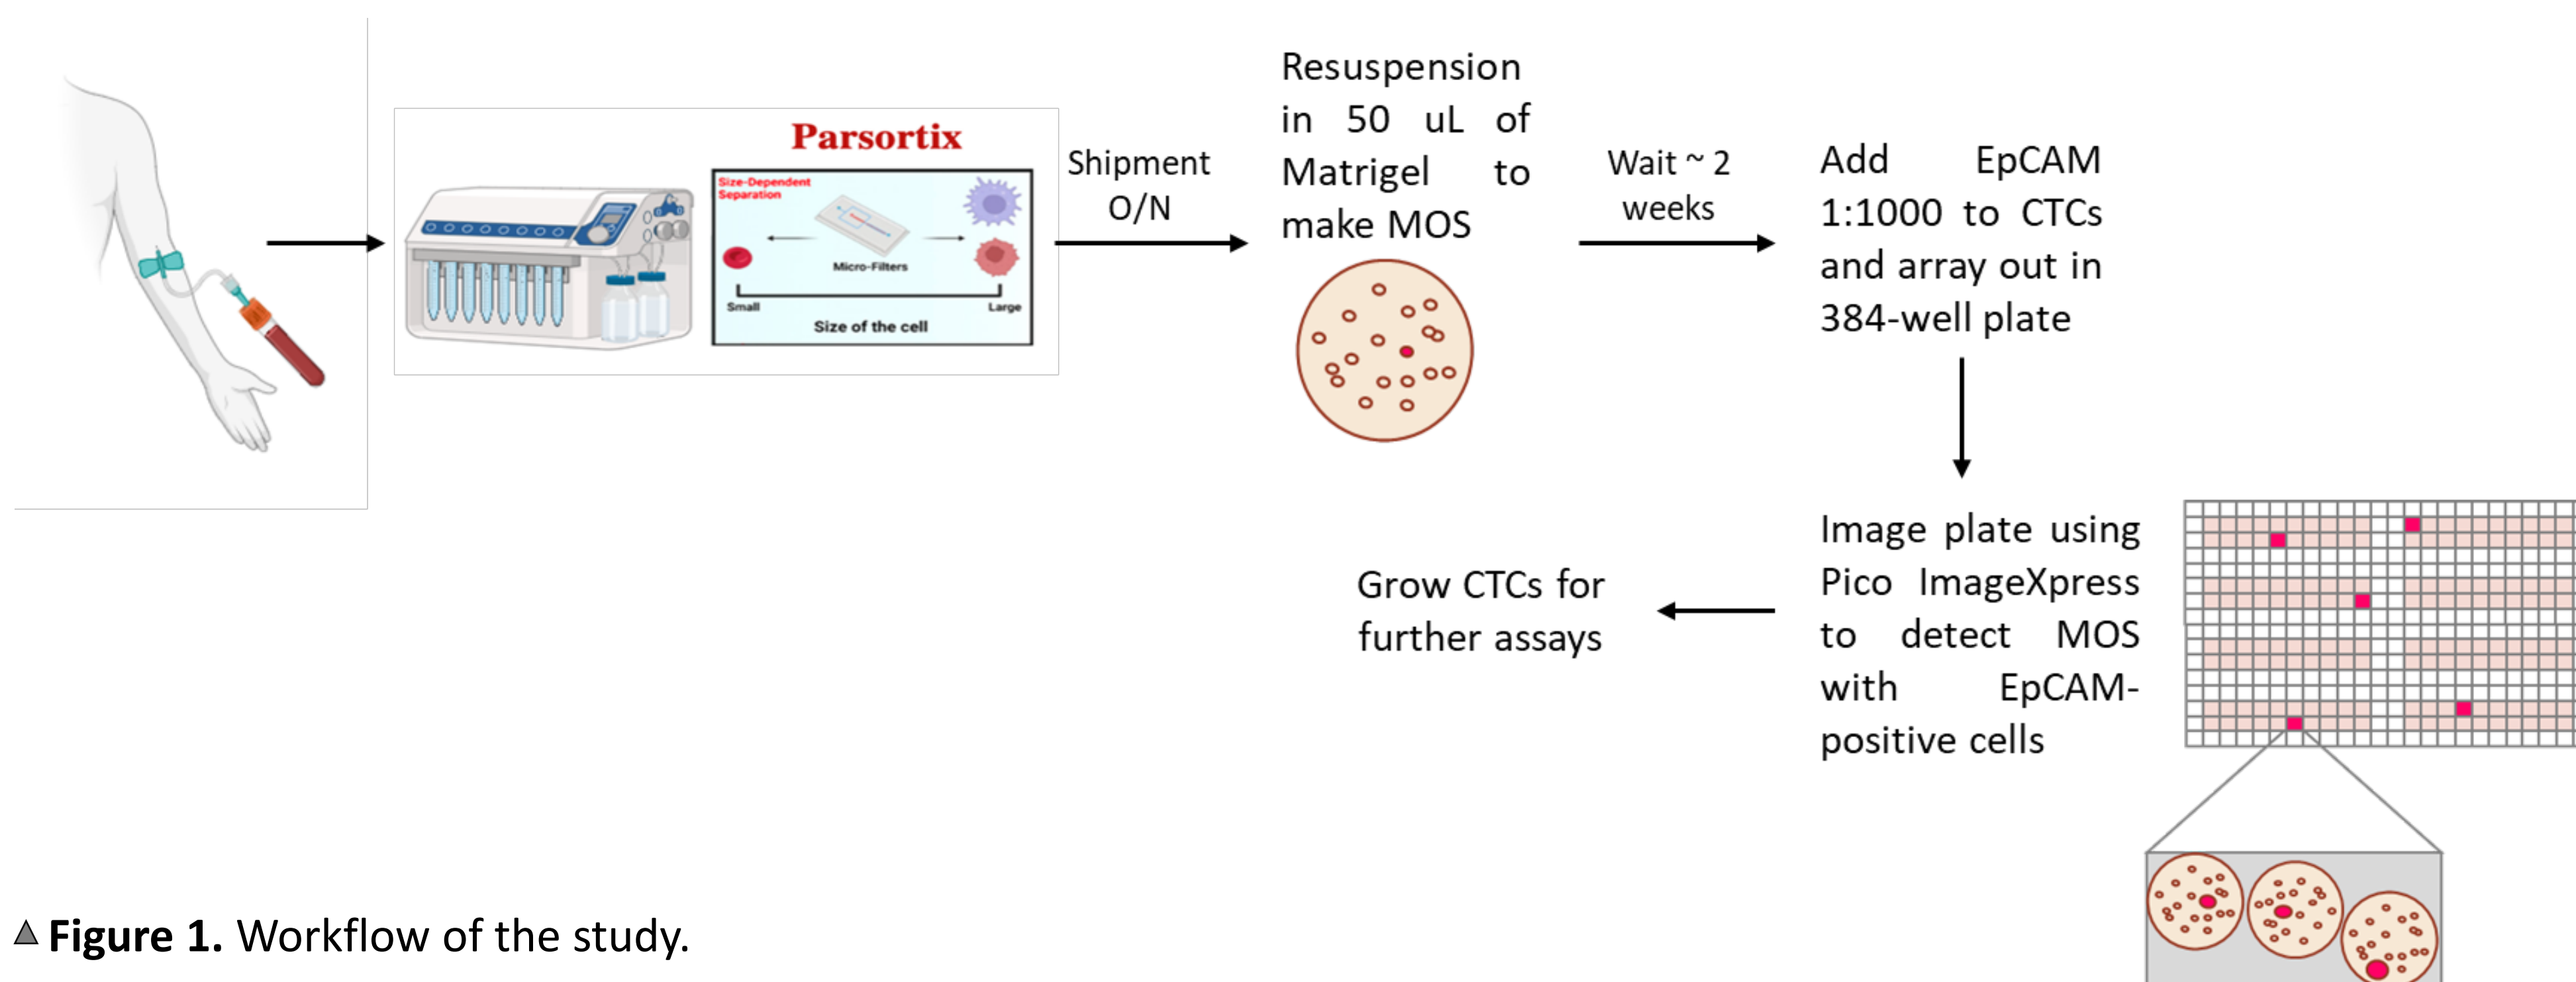 Parsortix
Size-Dependent
Separation
Micro-Filters
Small
Large
Size of the cell
Shipment
O/N
Resuspension
in 50 uL of
Matrigel to
make MOS
Wait ~ 2
weeks
Add EpCAM
1:1000 to CTCs
and array out in
384-well plate
Image plate using
Pico ImageXpress
to detect MOS
with EpCAM-
positive cells
Grow CTCs for
further assays
Figure 1. Workflow of the study.